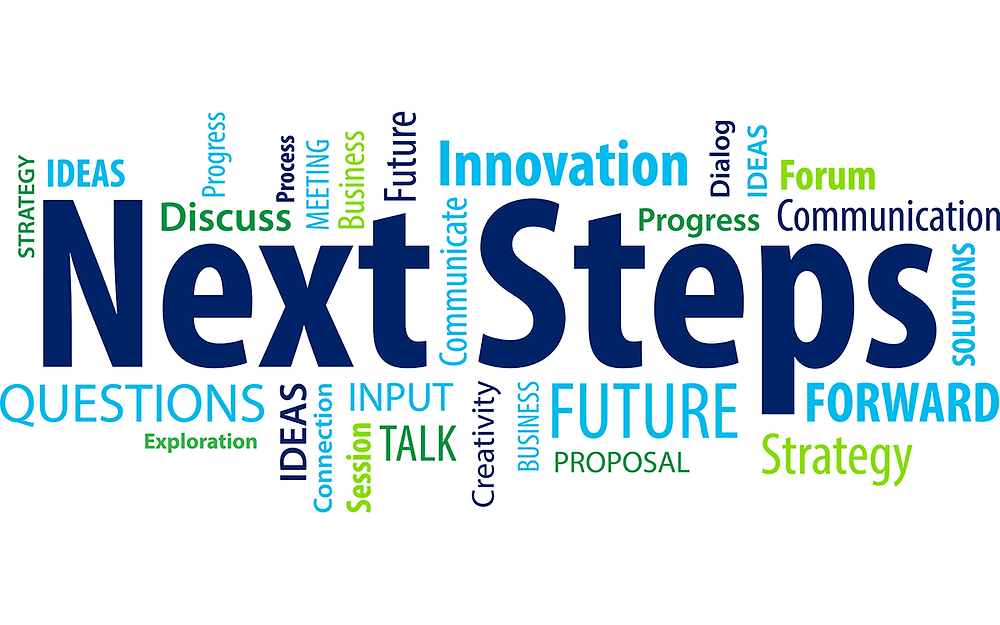 STRATEGY
IDEAS
Progress
Discuss
Process
MEETING
Business
Future
Innovation
Communicate
Progress
Dialog
IDEAS
Forum
Communication
Next Steps
SOLUTIONS
QUESTIONS
Exploration
IDEAS
Connection
INPUT
Session
TALK
Creativity
BUSINESS
FUTURE
PROPOSAL
FORWARD
Strategy